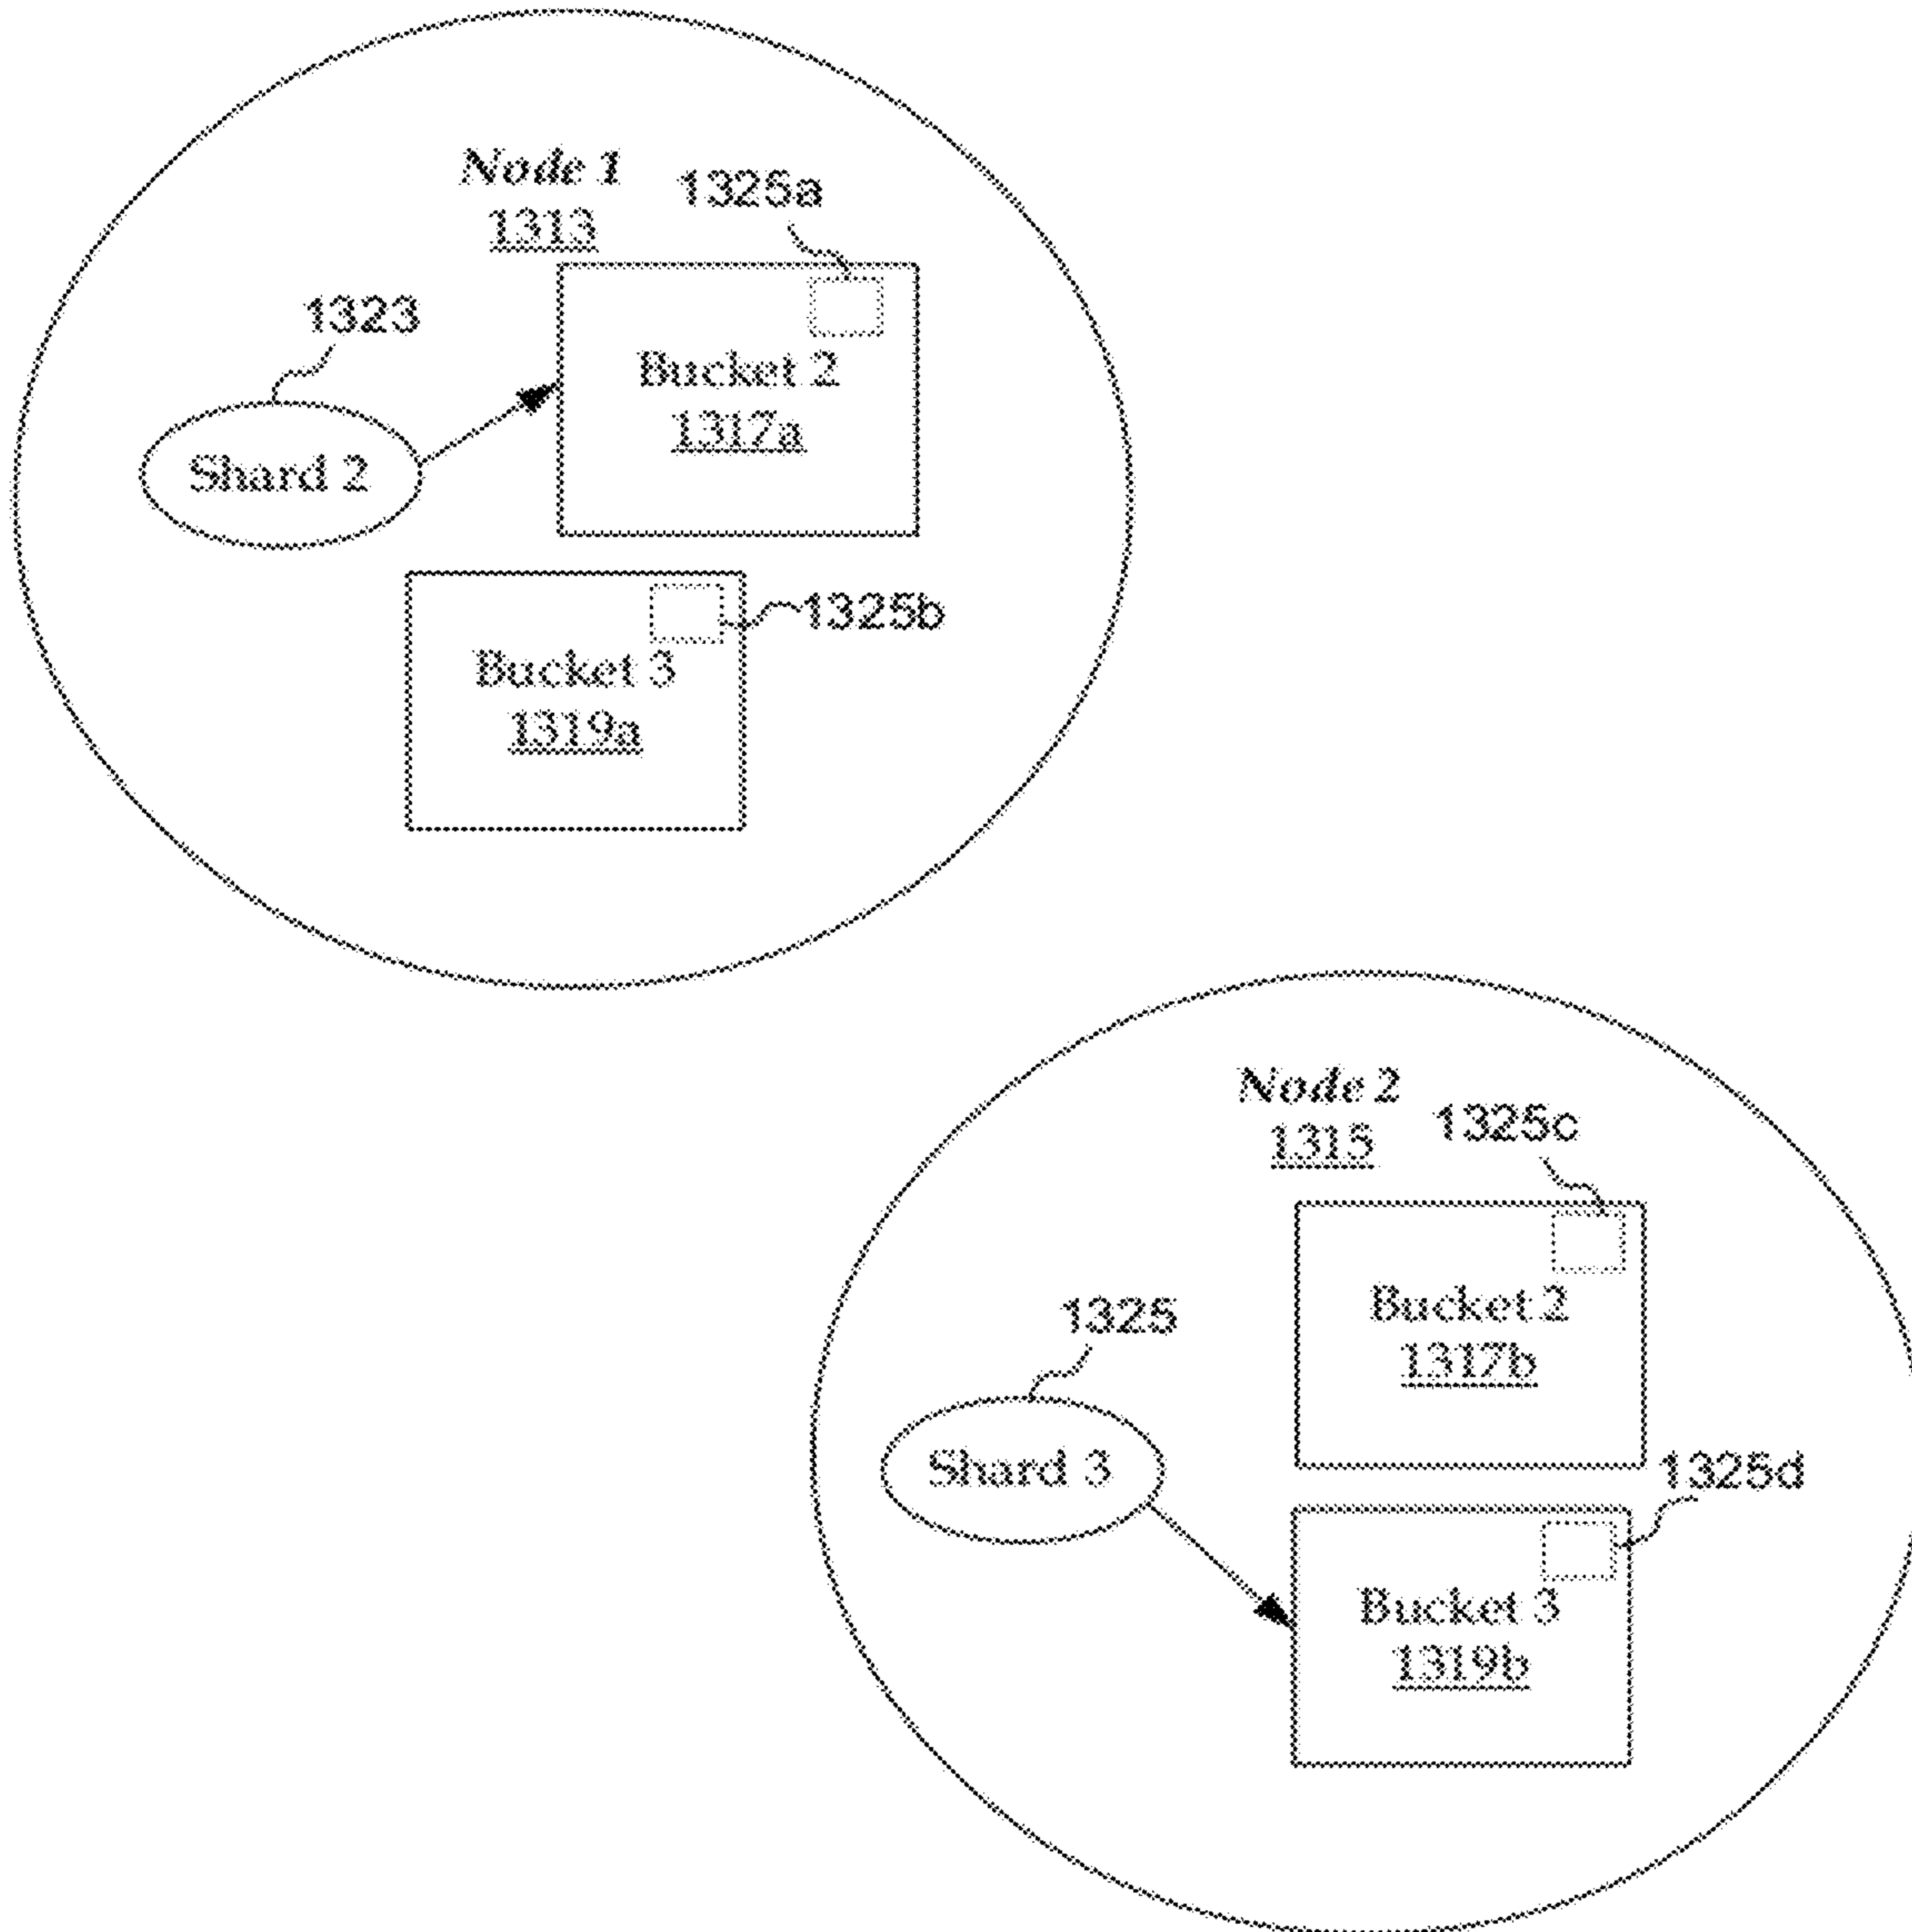 Node 1
1313
1325a
1323
Bucket 2
1317a
Shard 2
1325b
Bucket 3
1319a
Node 2
1315
1325c
1325
Bucket 2
1317b
Shard 3
1325d
Bucket 3
1319b